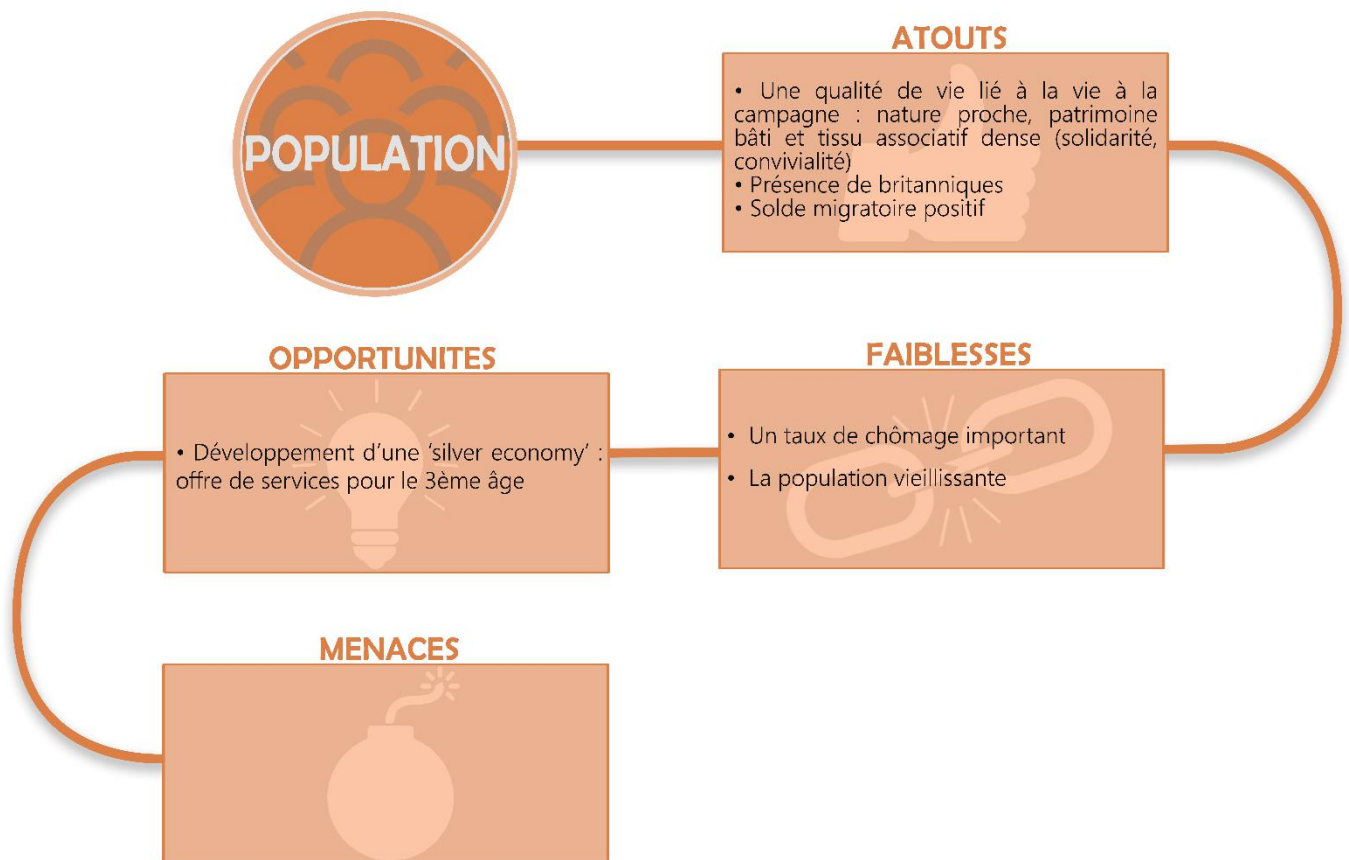 POPULATION
ATOUTS
• Une qualité de vie lié à la vie à la
campagne : nature proche, patrimoine
bâti et tissu associatif dense (solidarité,
convivialité)
• Présence de britanniques
• Solde migratoire positif
OPPORTUNITES
• Développement d’une ‘silver economy’ :
offre de services pour le 3ème âge
FAIBLESSES
• Un taux de chômage important
• La population vieillissante
MENACES